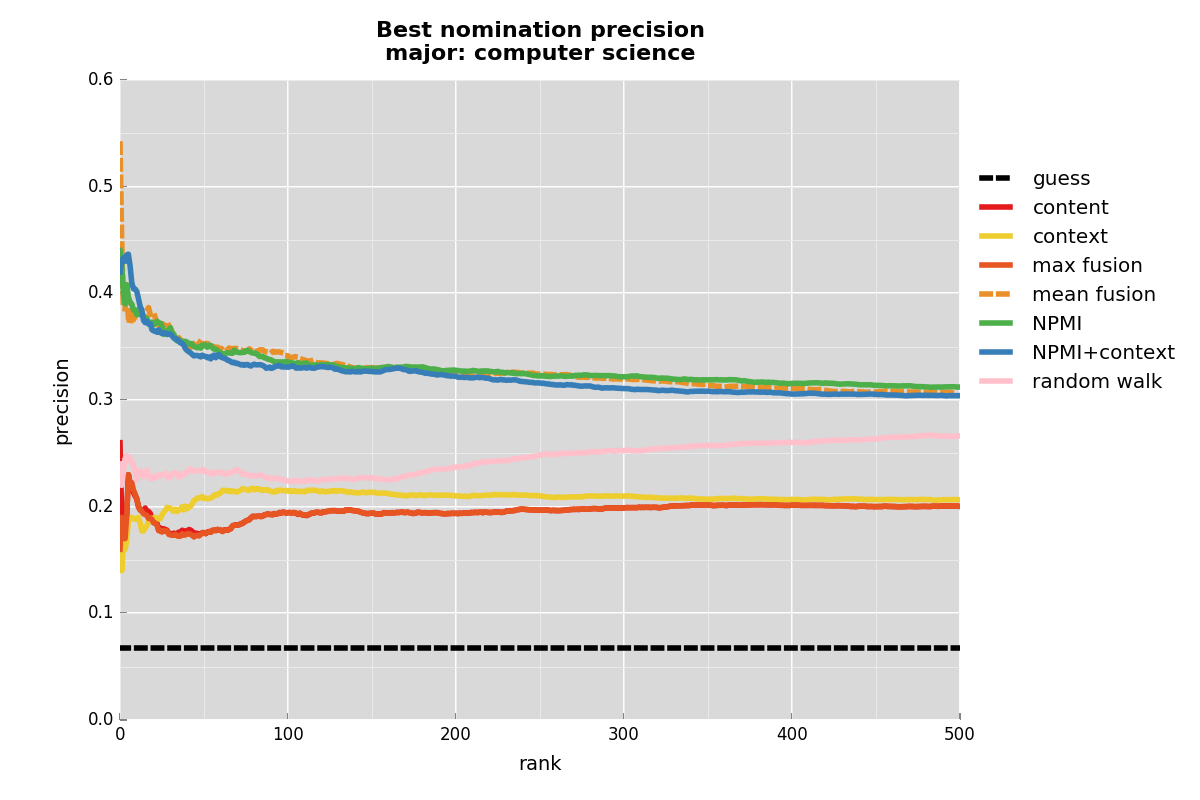 Best nomination precision
major: computer science
precision
0.6
0.5
0.4
0.3
0.2
0.1
0.0
0 100 200 300 400 500
rank
guess
content
context
max fusion
mean fusion
NPMI
NPMI+context
random walk